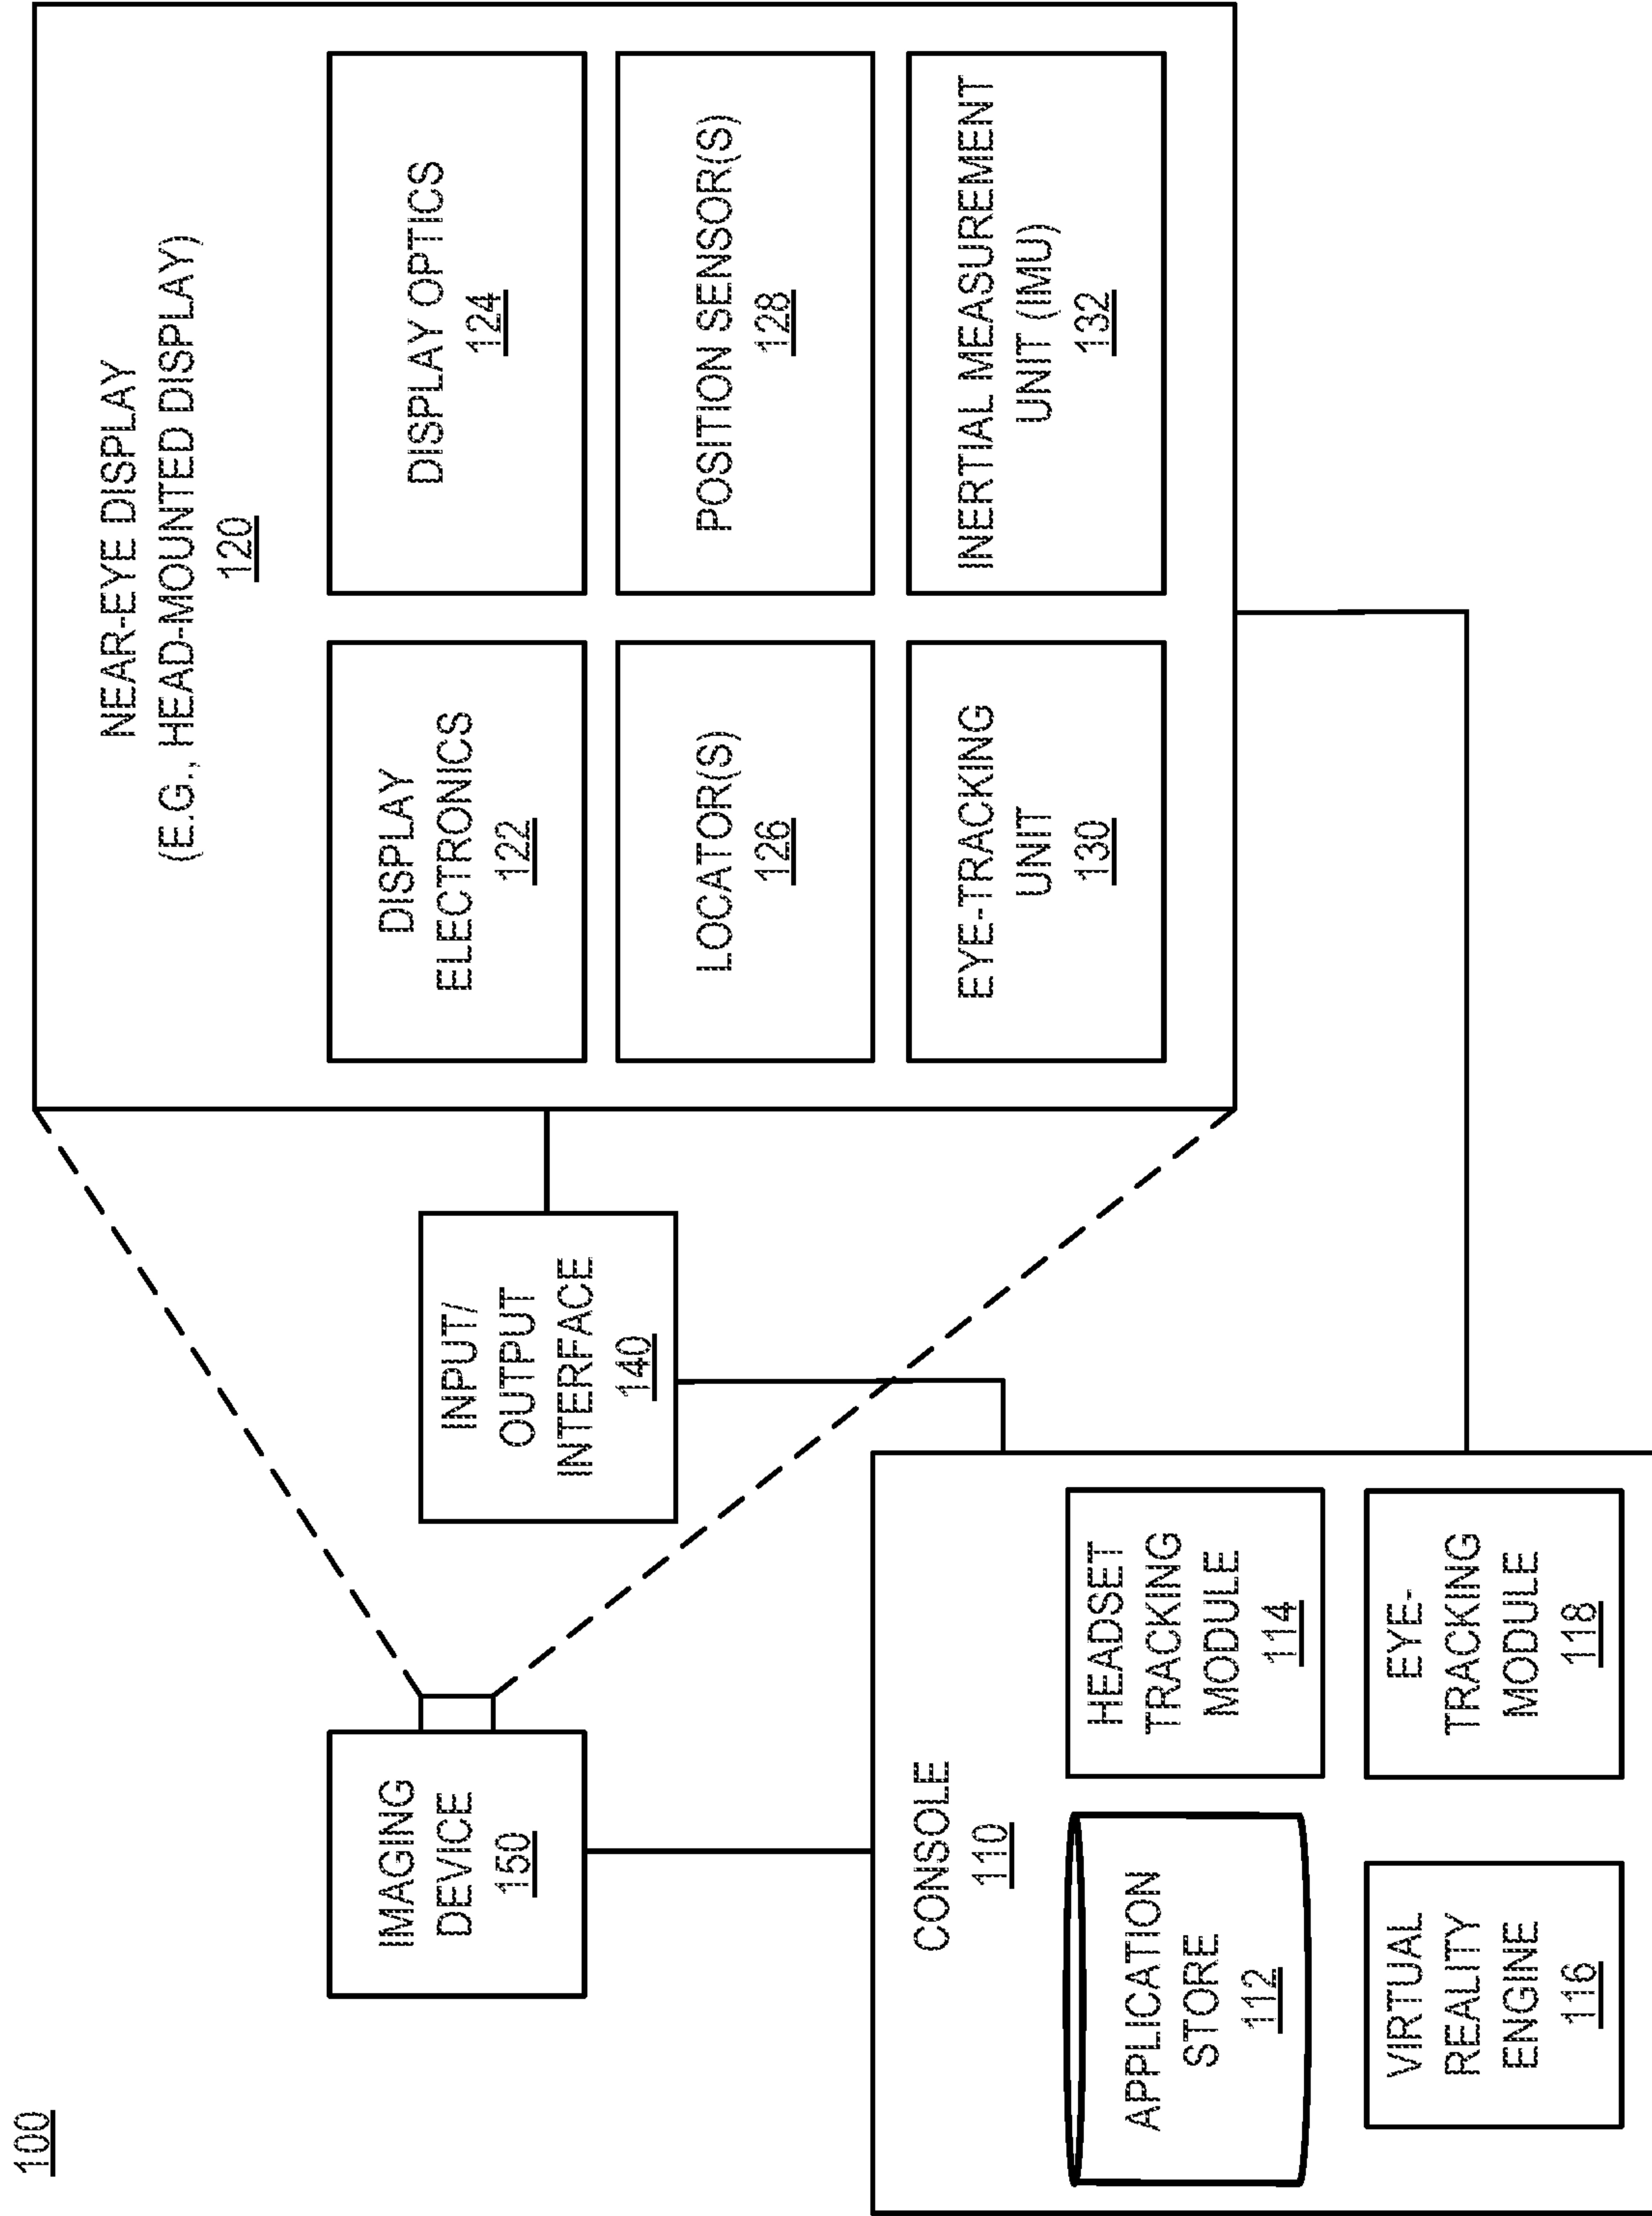 100
NEAR-EYE DISPLAY
(E.G., HEAD-MOUNTED DISPLAY)
120
IMAGING
DEVICE
150
INPUT/
OUTPUT
INTERFACE
140
DISPLAY
ELECTRONICS
122
DISPLAY OPTICS
124
LOCATOR(S)
126
POSITION SENSOR(S)
128
EYE-TRACKING
UNIT
130
INERTIAL MEASUREMENT
UNIT (IMU)
132
CONSOLE
110
APPLICATION
STORE
112
HEADSET
TRACKING
MODULE
114
VIRTUAL
REALITY
ENGINE
116
EYE-
TRACKING
MODULE
118